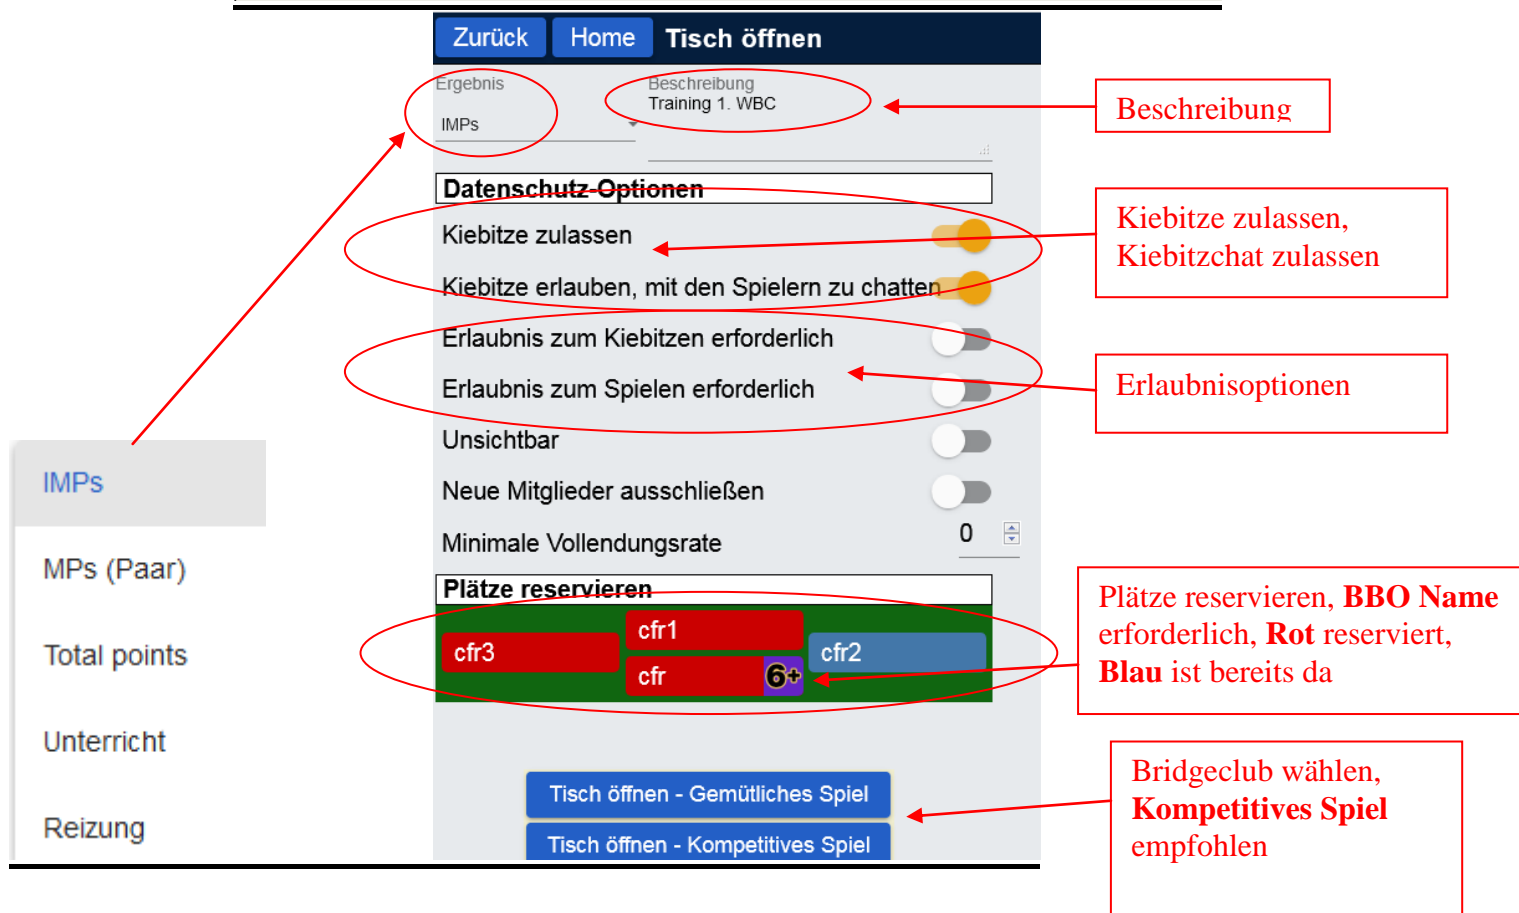 Zurück Home Tisch öffnen
Ergebnis
IMPs
Beschreibung
Training 1. WBC
Beschreibung
Datenschutz-Optionen
Kiebitze zulassen
Kiebitze erlauben, mit den Spielern zu chatten
Kiebitze zulassen,
Kiebitzchat zulassen
Erlaubnis zum Kiebitzen erforderlich
Erlaubnis zum Spielen erforderlich
Erlaubnisoptionen
Unsichtbar
Neue Mitglieder ausschließen
Minimale Vollendungsrate 0
IMPs
MPs (Paar)
Total points
Unterricht
Reizung
Plätze reservieren
cfr1
cfr3
cfr2
cfr 6+
Plätze reservieren, BBO Name
erforderlich, Rot reserviert,
Blau ist bereits da
Tisch öffnen - Gemütliches Spiel
Tisch öffnen - Kompetitives Spiel
Bridgeclub wählen,
Kompetitives Spiel
empfohlen